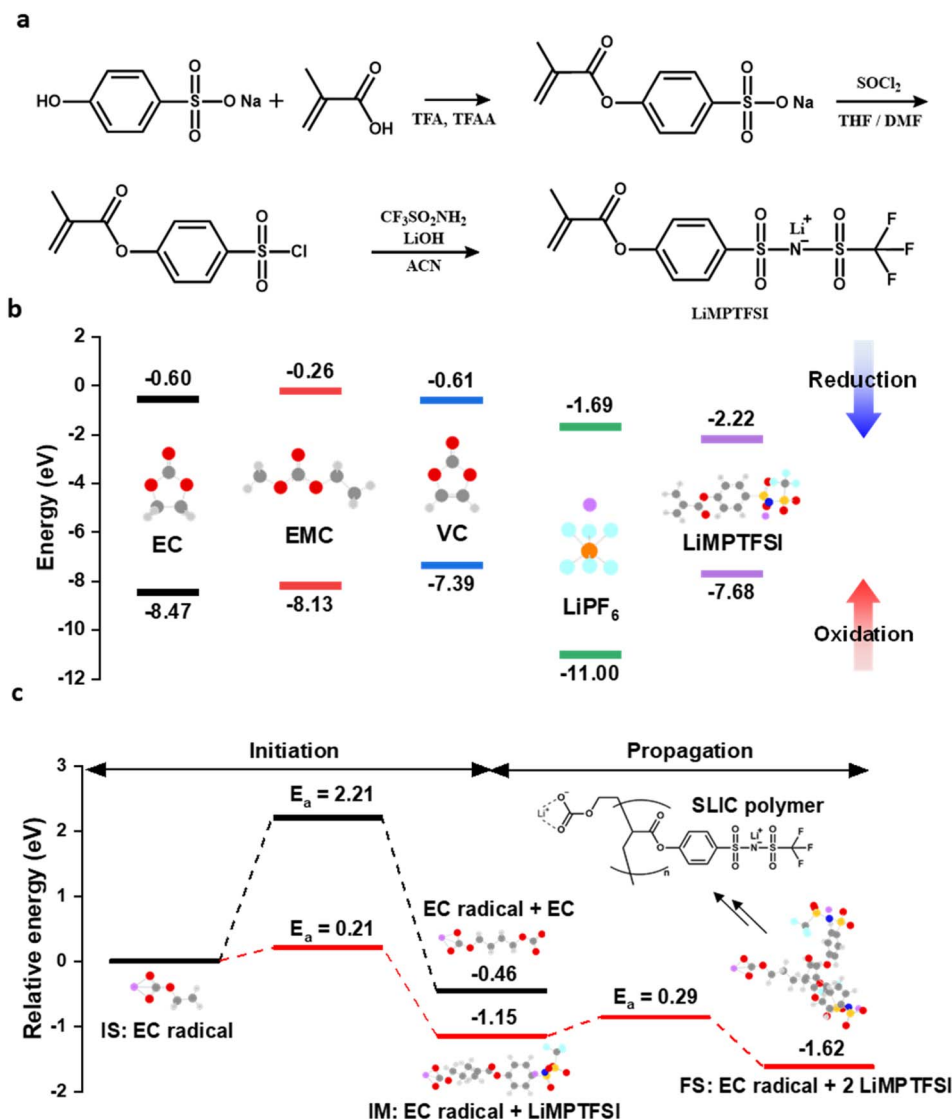 a
HO
O
S
O
O Na
+
O
OH
TFA, TFAA
O
O
O
S
O
O Na
SOCl2
THF / DMF
O
O
O
S
O
Cl
CF3SO2NH2
LiOH
ACN
O
O
O
S
O
Li+
N−
O
S
O
F
F
F
LiMPTFSI
b
Energy (eV)
2
0
-2
-4
-6
-8
-10
-12
-0.60
-0.26
-0.61
-1.69
-2.22
Reduction
EC
EMC
VC
LiPF6
LiMPTFSI
-8.47
-8.13
-7.39
-11.00
-7.68
Oxidation
c
Initiation
Propagation
Relative energy (eV)
3
2
1
0
-1
-2
Ea = 2.21
Ea = 0.21
IS: EC radical
EC radical + EC
-0.46
-1.15
IM: EC radical + LiMPTFSI
Ea = 0.29
-1.62
FS: EC radical + 2 LiMPTFSI
SLIC polymer
Li+
O−
O
O
O
O
n
O
S
O
Li+
N−
O
S
O
F
F
F